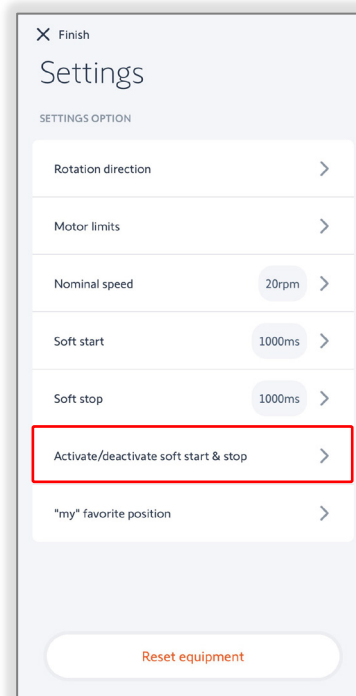 Finish
Settings
SETTINGS OPTION
Rotation direction
Motor limits
Nominal speed 20rpm
Soft start 1000ms
Soft stop 1000ms
Activate/deactivate soft start & stop
"my" favorite position
Reset equipment